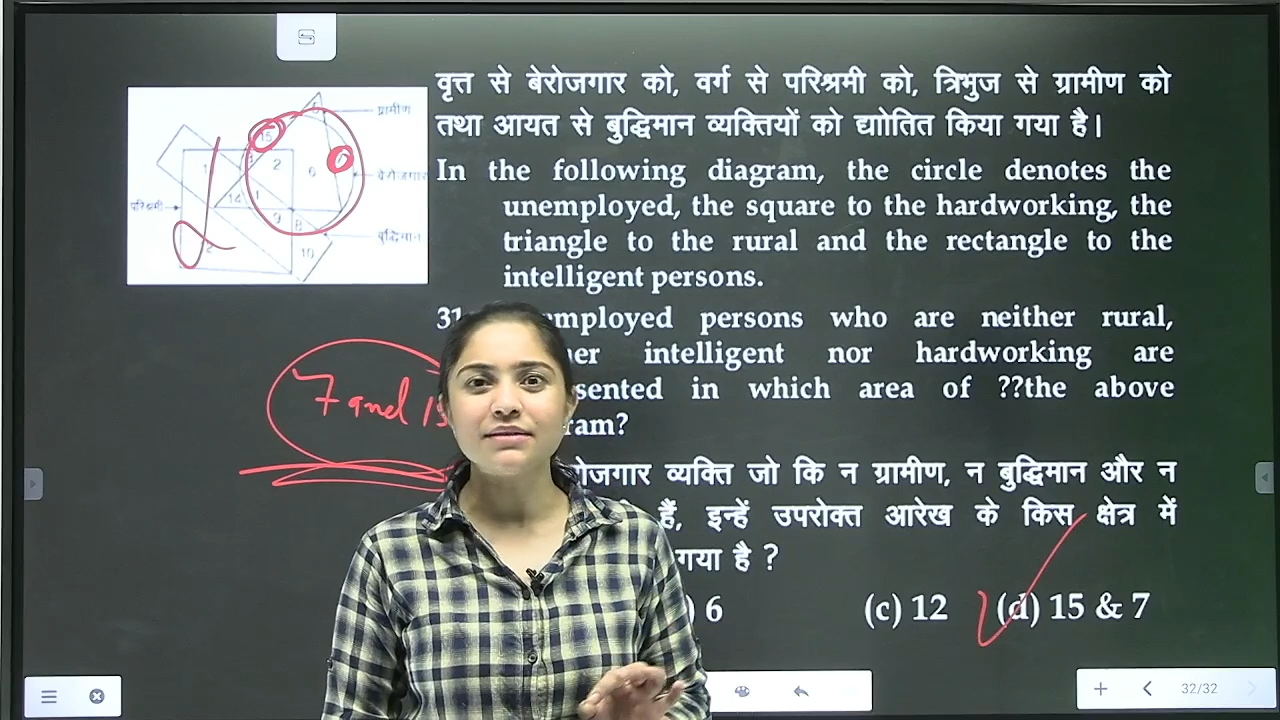 वृत्त से बेरोजगार को, वर्ग से परिश्रमी को, त्रिभुज से ग्रामीण को
तथा आयत से बुद्धिमान व्यक्तियों को द्योतित किया गया है।
ग्रामीण
बेरोजगार
परिश्रमी
बुद्धिमान
5
15
1 3 2 6
14 1
9 8
10
In the following diagram, the circle denotes the
unemployed, the square to the hardworking, the
triangle to the rural and the rectangle to the
intelligent persons.
31 mployed persons who are neither rural,
her intelligent nor hardworking are
sented in which area of ??the above
ram?
7 and 15
रोजगार व्यक्ति जो कि न ग्रामीण, न बुद्धिमान और न
हैं, इन्हें उपरोक्त आरेख के किस क्षेत्र में
गया है ?
) 6 (c) 12 (d) 15 & 7
32/32